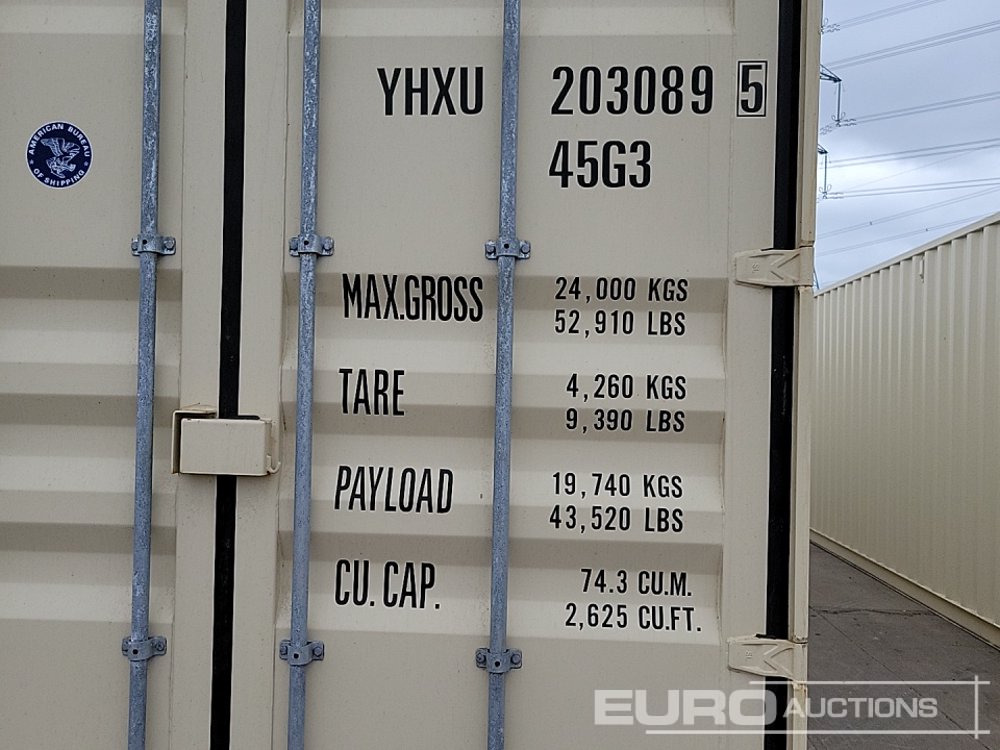 YHXU 203089 5
45G3
AMERICAN BUREAU
OF SHIPPING
MAX.GROSS 24,000 KGS
52,910 LBS
TARE 4,260 KGS
9,390 LBS
PAYLOAD 19,740 KGS
43,520 LBS
CU. CAP. 74.3 CU.M.
2,625 CU.FT.
EURO AUCTIONS